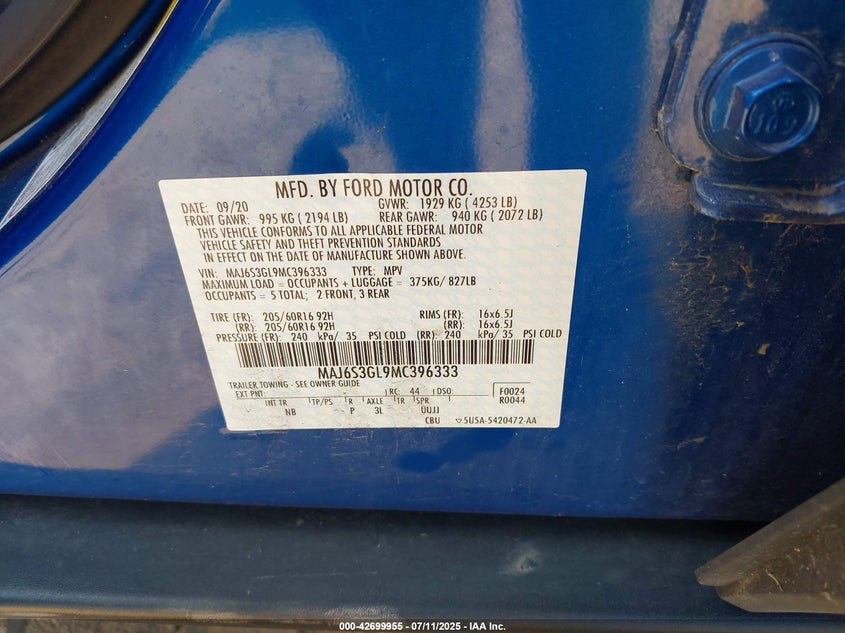 MFD. BY FORD MOTOR CO.
DATE: 09/20 GVWR: 1929 KG ( 4253 LB)
FRONT GAWR: 995 KG ( 2194 LB) REAR GAWR: 940 KG ( 2072 LB)
THIS VEHICLE CONFORMS TO ALL APPLICABLE FEDERAL MOTOR
VEHICLE SAFETY AND THEFT PREVENTION STANDARDS
IN EFFECT ON THE DATE OF MANUFACTURE SHOWN ABOVE.
VIN: MAJ6S3GL9MC396333 TYPE: MPV
MAXIMUM LOAD = OCCUPANTS + LUGGAGE = 375KG/ 827LB
OCCUPANTS = 5 TOTAL; 2 FRONT, 3 REAR
TIRE (FR): 205/60R16 92H RIMS (FR): 16x6.5J
(RR): 205/60R16 92H (RR): 16x6.5J
PRESSURE (FR): 240 kPa/ 35 PSI COLD (RR): 240 kPa/ 35 PSI COLD
MAJ6S3GL9MC396333
TRAILER TOWING - SEE OWNER GUIDE
EXT PNT: - RC: 44 DSO: F0024
INT TR TP/PS R AXLE TR SPR R0044
NB - P 3L UUJJ
CBU ▽5U5A-5420472-AA
000-42699955 - 07/11/2025 - IAA Inc.